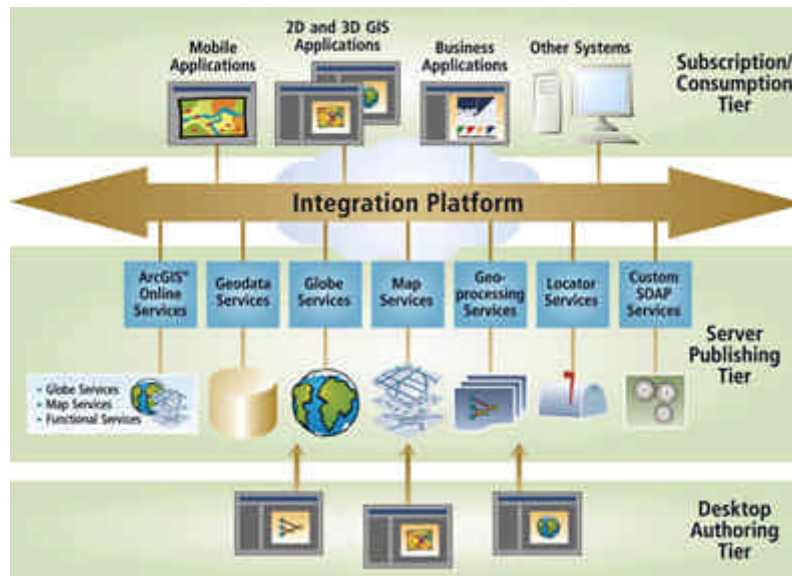 Mobile
Applications
2D and 3D GIS
Applications
Business
Applications
Other Systems
Subscription/
Consumption
Tier
Integration Platform
ArcGIS™
Online
Services
Geodata
Services
Globe
Services
Map
Services
Geo-
processing
Services
Locator
Services
Custom
SOAP
Services
Server
Publishing
Tier
• Globe Services
• Map Services
• Functional Services
Desktop
Authoring
Tier